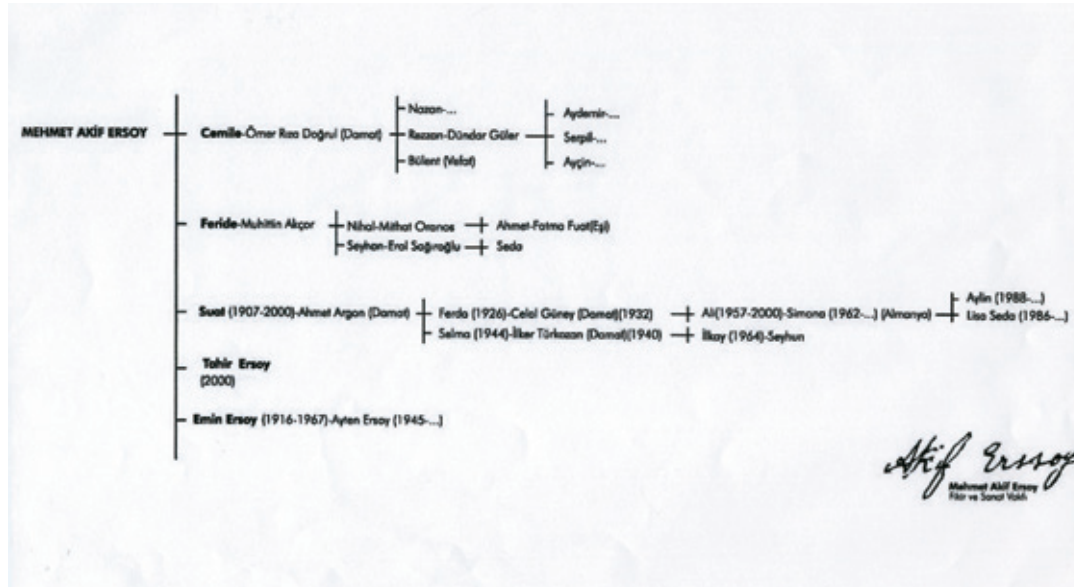 Nazan-...
Aydemir-...
MEHMET AKİF ERSOY
Cemile-Ömer Rıza Doğrul (Damat)
Razzan-Dündar Güler
Serpil-...
Bülent (Vefat)
Ayçin-...
Feride-Muhittin Akçor
Nihal-Mithat Oranos
Ahmet-Fatma Fuat(Eşi)
Seyhan-Erol Sağıroğlu
Seda
Aylin (1988-...)
Suat (1907-2000)-Ahmet Argon (Damat)
Ferda (1926)-Celal Güney (Damat)(1932)
Ali(1957-2000)-Simona (1962-...) (Almanya)
Lisa Seda (1986-...)
Selma (1944)-İlker Türkozan (Damat)(1940)
İlkay (1964)-Seyhun
Tahir Ersoy
(2000)
Emin Ersoy (1916-1967)-Ayten Ersoy (1945-...)
Akif Erssoy
Mehmet Akif Ersoy
Fikir ve Sanat Vakfı